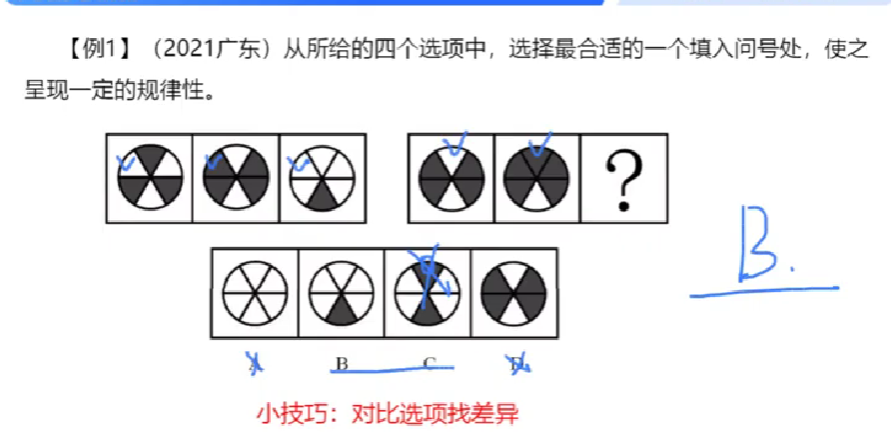 【例1】（2021广东）从所给的四个选项中，选择最合适的一个填入问号处，使之
呈现一定的规律性。
?
B.
A B C D
小技巧：对比选项找差异